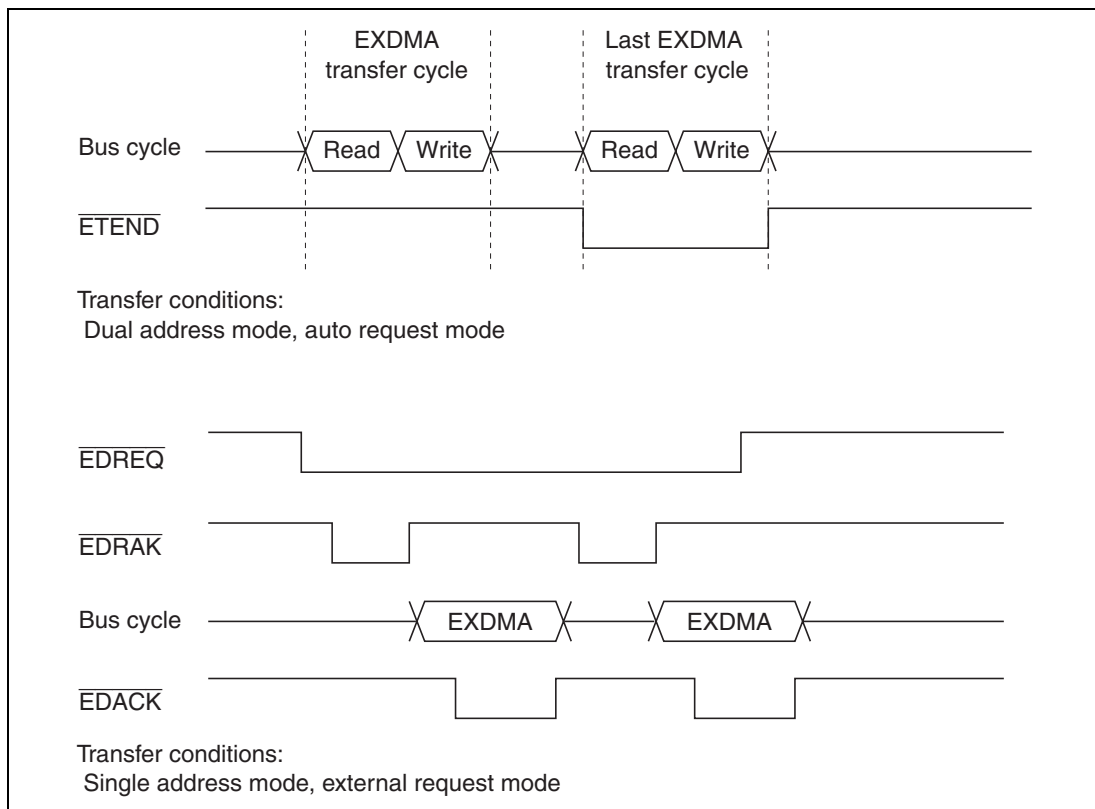 EXDMA
transfer cycle
Last EXDMA
transfer cycle
Bus cycle
Read
Write
Read
Write
ETEND
Transfer conditions:
Dual address mode, auto request mode
EDREQ
EDRAK
Bus cycle
EXDMA
EXDMA
EDACK
Transfer conditions:
Single address mode, external request mode